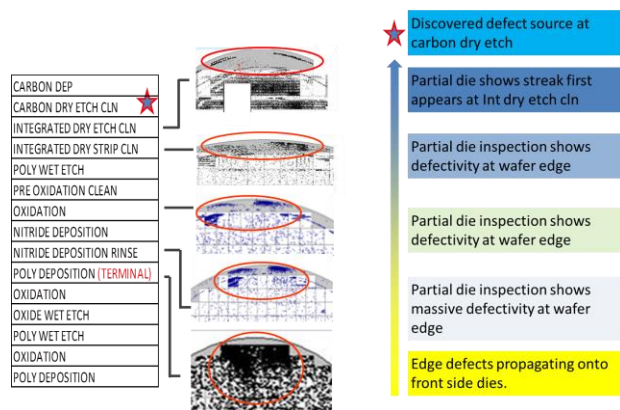 CARBON DEP
CARBON DRY ETCH CLN
INTEGRATED DRY ETCH CLN
INTEGRATED DRY STRIP CLN
POLY WET ETCH
PRE OXIDATION CLEAN
OXIDATION
NITRIDE DEPOSITION
NITRIDE DEPOSITION RINSE
POLY DEPOSITION (TERMINAL)
OXIDATION
OXIDE WET ETCH
POLY WET ETCH
OXIDATION
POLY DEPOSITION
Discovered defect source at
carbon dry etch
Partial die shows streak first
appears at Int dry etch cln
Partial die inspection shows
defectivity at wafer edge
Partial die inspection shows
defectivity at wafer edge
Partial die inspection shows
massive defectivity at wafer
edge
Edge defects propagating onto
front side dies.